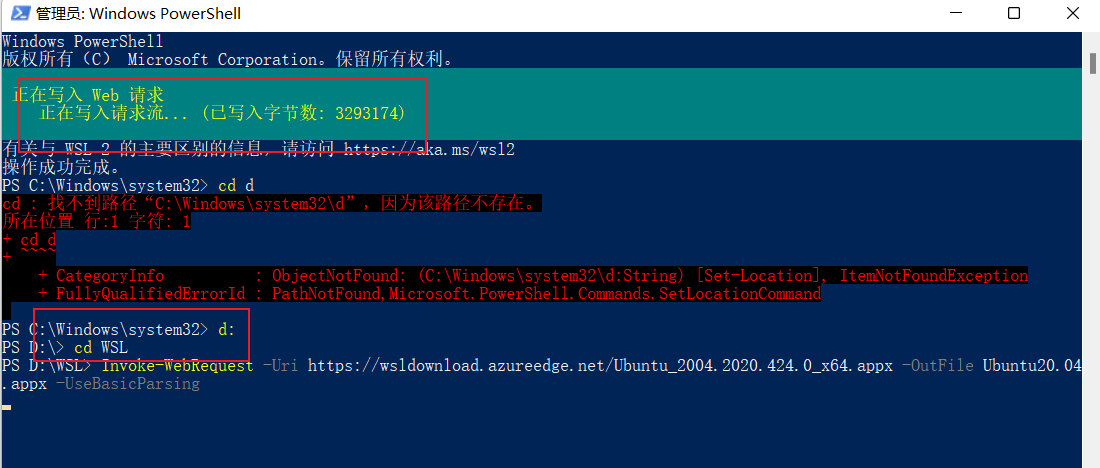 管理员: Windows PowerShell
Windows PowerShell
版权所有（C） Microsoft Corporation。保留所有权利。
正在写入 Web 请求
正在写入请求流... (已写入字节数: 3293174)
有关与 WSL 2 的主要区别的信息，请访问 https://aka.ms/wsl2
操作成功完成。
PS C:\Windows\system32> cd d
cd : 找不到路径“C:\Windows\system32\d”，因为该路径不存在。
所在位置 行:1 字符: 1
+ cd d
+ ~~~~
+ CategoryInfo          : ObjectNotFound: (C:\Windows\system32\d:String) [Set-Location], ItemNotFoundException
+ FullyQualifiedErrorId : PathNotFound,Microsoft.PowerShell.Commands.SetLocationCommand
PS C:\Windows\system32> d:
PS D:\> cd WSL
PS D:\WSL> Invoke-WebRequest -Uri https://wsldownload.azureedge.net/Ubuntu_2004.2020.424.0_x64.appx -OutFile Ubuntu20.04
.appx -UseBasicParsing